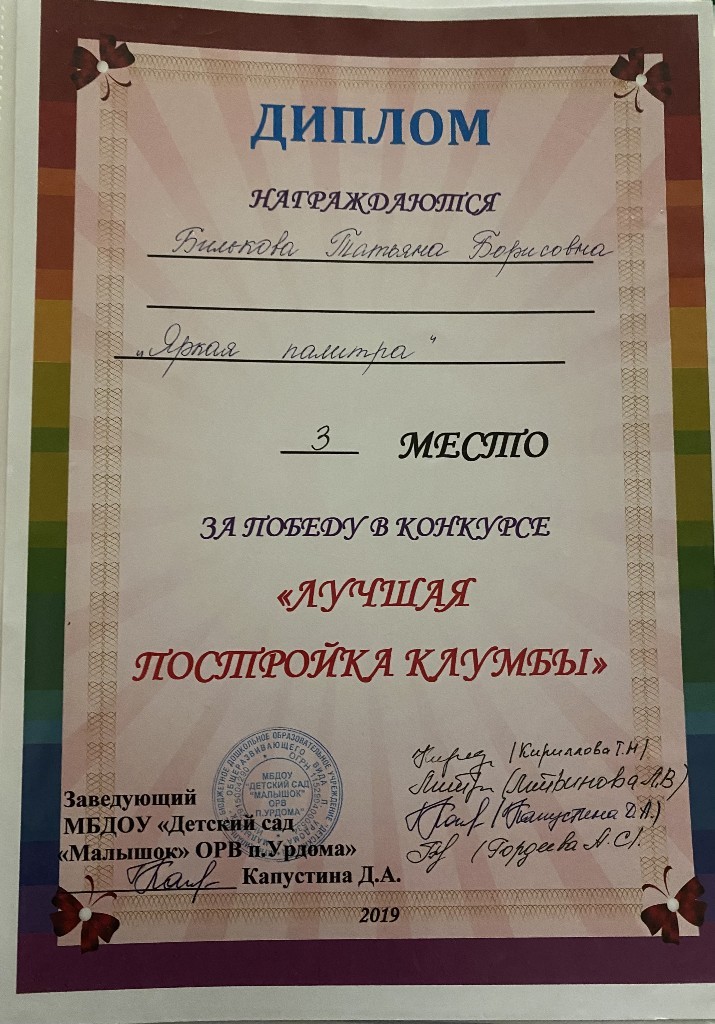 ДИПЛОМ
НАГРАЖДАЮТСЯ
Билькова Татьяна Борисовна
„Яркая палитра“
3 МЕСТО
ЗА ПОБЕДУ В КОНКУРСЕ
«ЛУЧШАЯ
ПОСТРОЙКА КЛУМБЫ»
МБДОУ
"ДЕТСКИЙ САД
"МАЛЫШОК"
ОРВ
П.УРДОМА"
Заведующий
МБДОУ «Детский сад
«Малышок» ОРВ п.Урдома»
Капустина Д.А.
(Кириллова Т.Н)
(Литвинова Л.В)
(Капустина Д.А.)
(Гордеева А.С).
2019